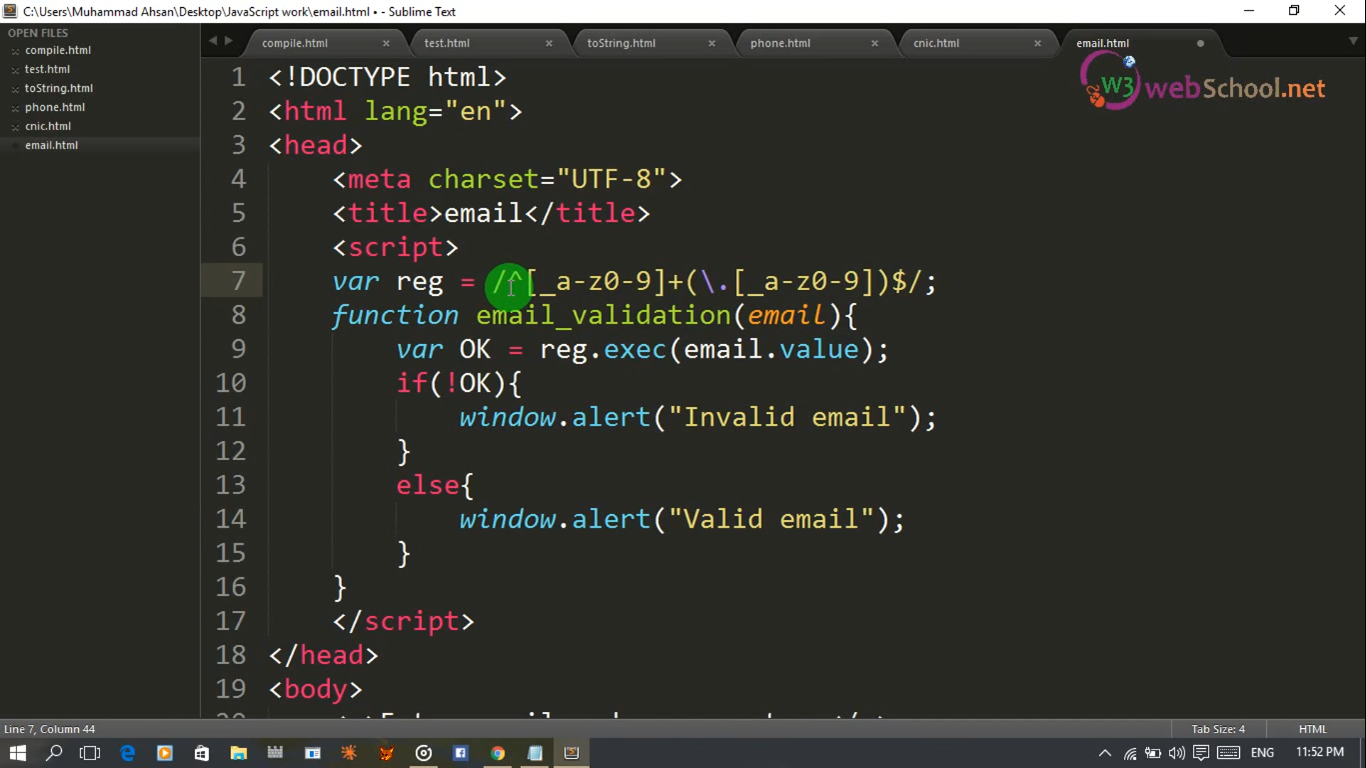 C:\Users\Muhammad Ahsan\Desktop\JavaScript work\email.html • - Sublime Text
OPEN FILES
compile.html
test.html
toString.html
phone.html
cnic.html
email.html
compile.html
test.html
toString.html
phone.html
cnic.html
email.html
W3 webSchool.net
1 <!DOCTYPE html>
2 <html lang="en">
3 <head>
4 <meta charset="UTF-8">
5 <title>email</title>
6 <script>
7 var reg = /^[_a-z0-9]+(\.[_a-z0-9])$/;
8 function email_validation(email){
9 var OK = reg.exec(email.value);
10 if(!OK){
11 window.alert("Invalid email");
12 }
13 else{
14 window.alert("Valid email");
15 }
16 }
17 </script>
18 </head>
19 <body>
Line 7, Column 44
Tab Size: 4
HTML
ENG
11:52 PM